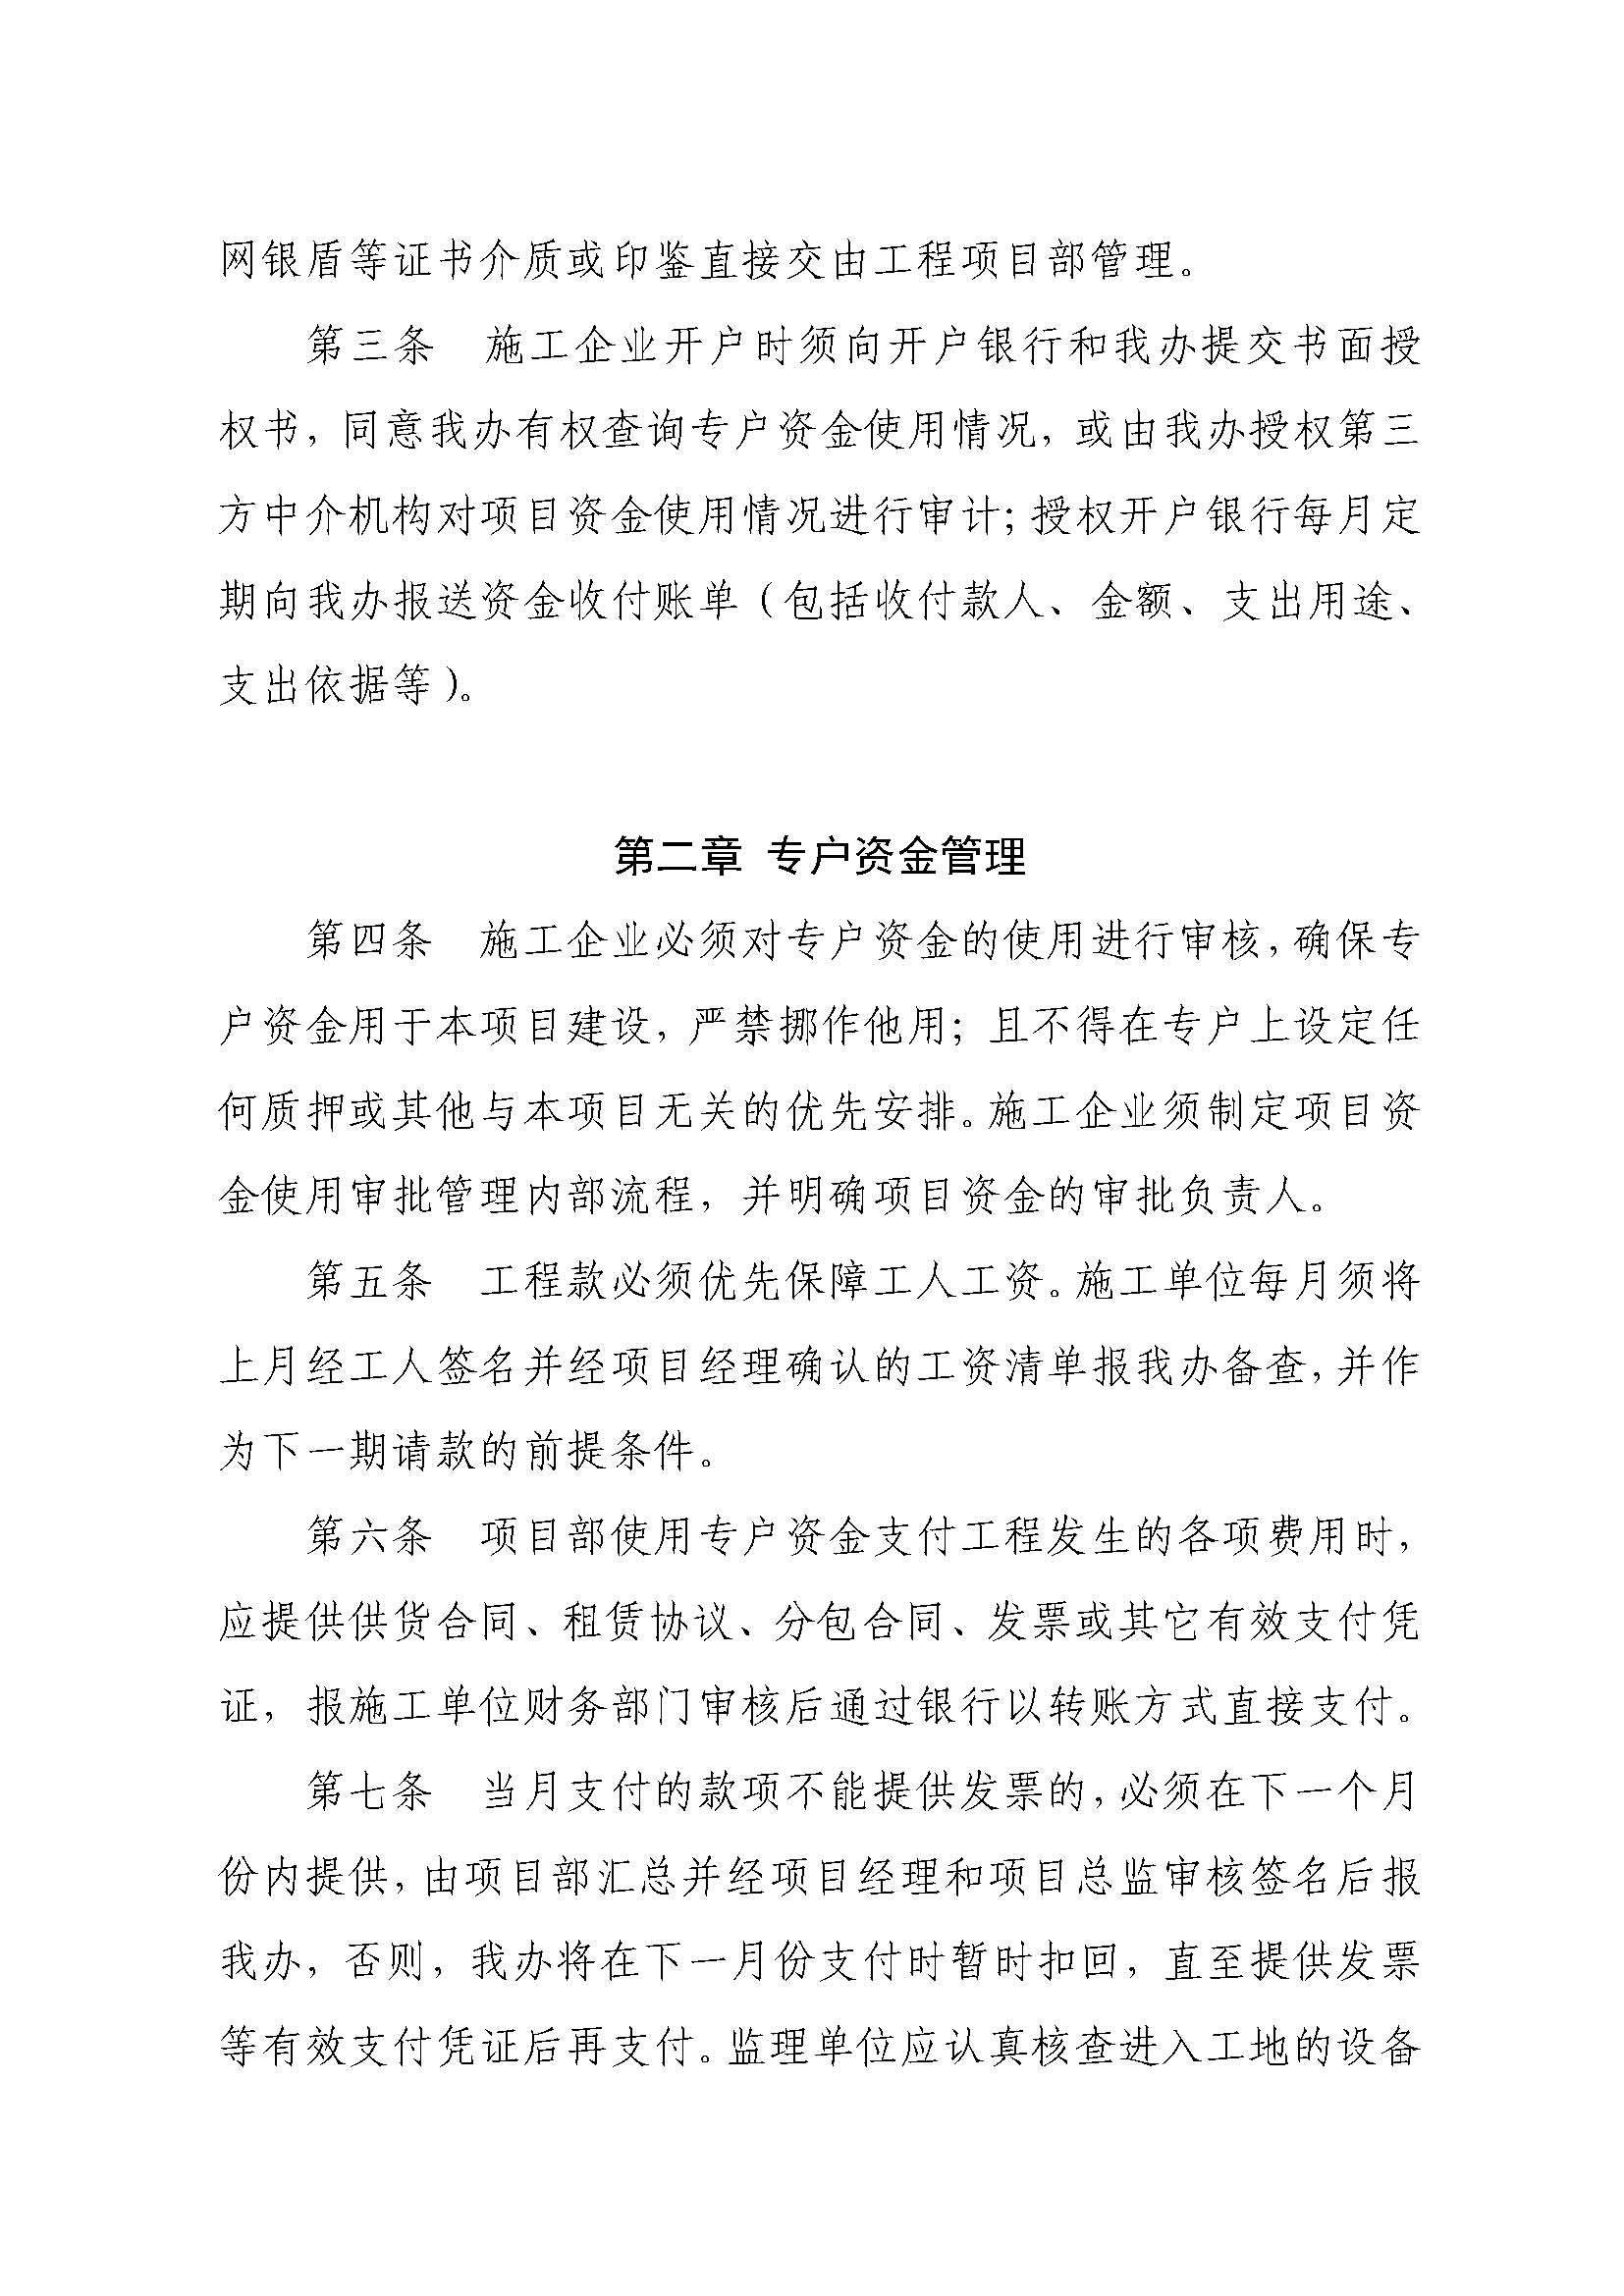 网银盾等证书介质或印鉴直接交由工程项目部管理。
第三条　施工企业开户时须向开户银行和我办提交书面授
权书，同意我办有权查询专户资金使用情况，或由我办授权第三
方中介机构对项目资金使用情况进行审计；授权开户银行每月定
期向我办报送资金收付账单（包括收付款人、金额、支出用途、
支出依据等）。
第二章 专户资金管理
第四条　施工企业必须对专户资金的使用进行审核，确保专
户资金用于本项目建设，严禁挪作他用；且不得在专户上设定任
何质押或其他与本项目无关的优先安排。施工企业须制定项目资
金使用审批管理内部流程，并明确项目资金的审批负责人。
第五条　工程款必须优先保障工人工资。施工单位每月须将
上月经工人签名并经项目经理确认的工资清单报我办备查，并作
为下一期请款的前提条件。
第六条　项目部使用专户资金支付工程发生的各项费用时，
应提供供货合同、租赁协议、分包合同、发票或其它有效支付凭
证，报施工单位财务部门审核后通过银行以转账方式直接支付。
第七条　当月支付的款项不能提供发票的，必须在下一个月
份内提供，由项目部汇总并经项目经理和项目总监审核签名后报
我办，否则，我办将在下一月份支付时暂时扣回，直至提供发票
等有效支付凭证后再支付。监理单位应认真核查进入工地的设备